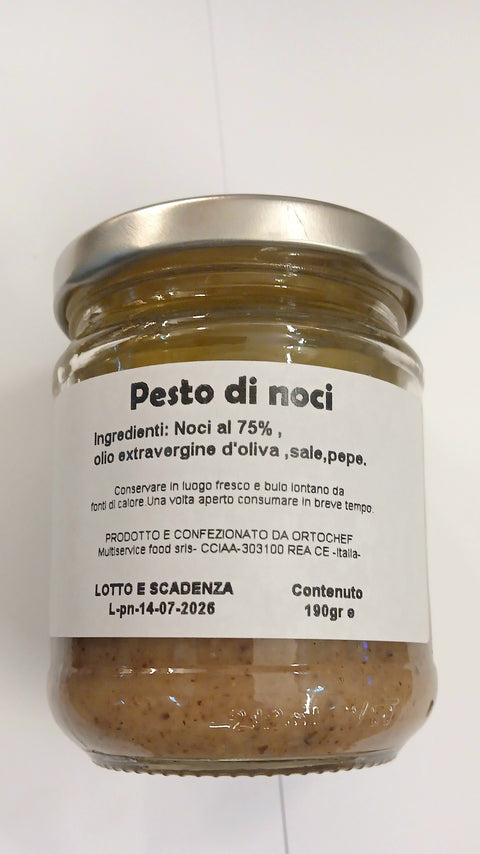 Pesto di noci
Ingredienti: Noci al 75% ,
olio extravergine d'oliva ,sale,pepe.
Conservare in luogo fresco e buio lontano da
fonti di calore.Una volta aperto consumare in breve tempo.
PRODOTTO E CONFEZIONATO DA ORTOCHEF
Multiservice food srls- CCIAA-303100 REA CE -Italia-
LOTTO E SCADENZA
L-pn-14-07-2026
Contenuto
190gr e